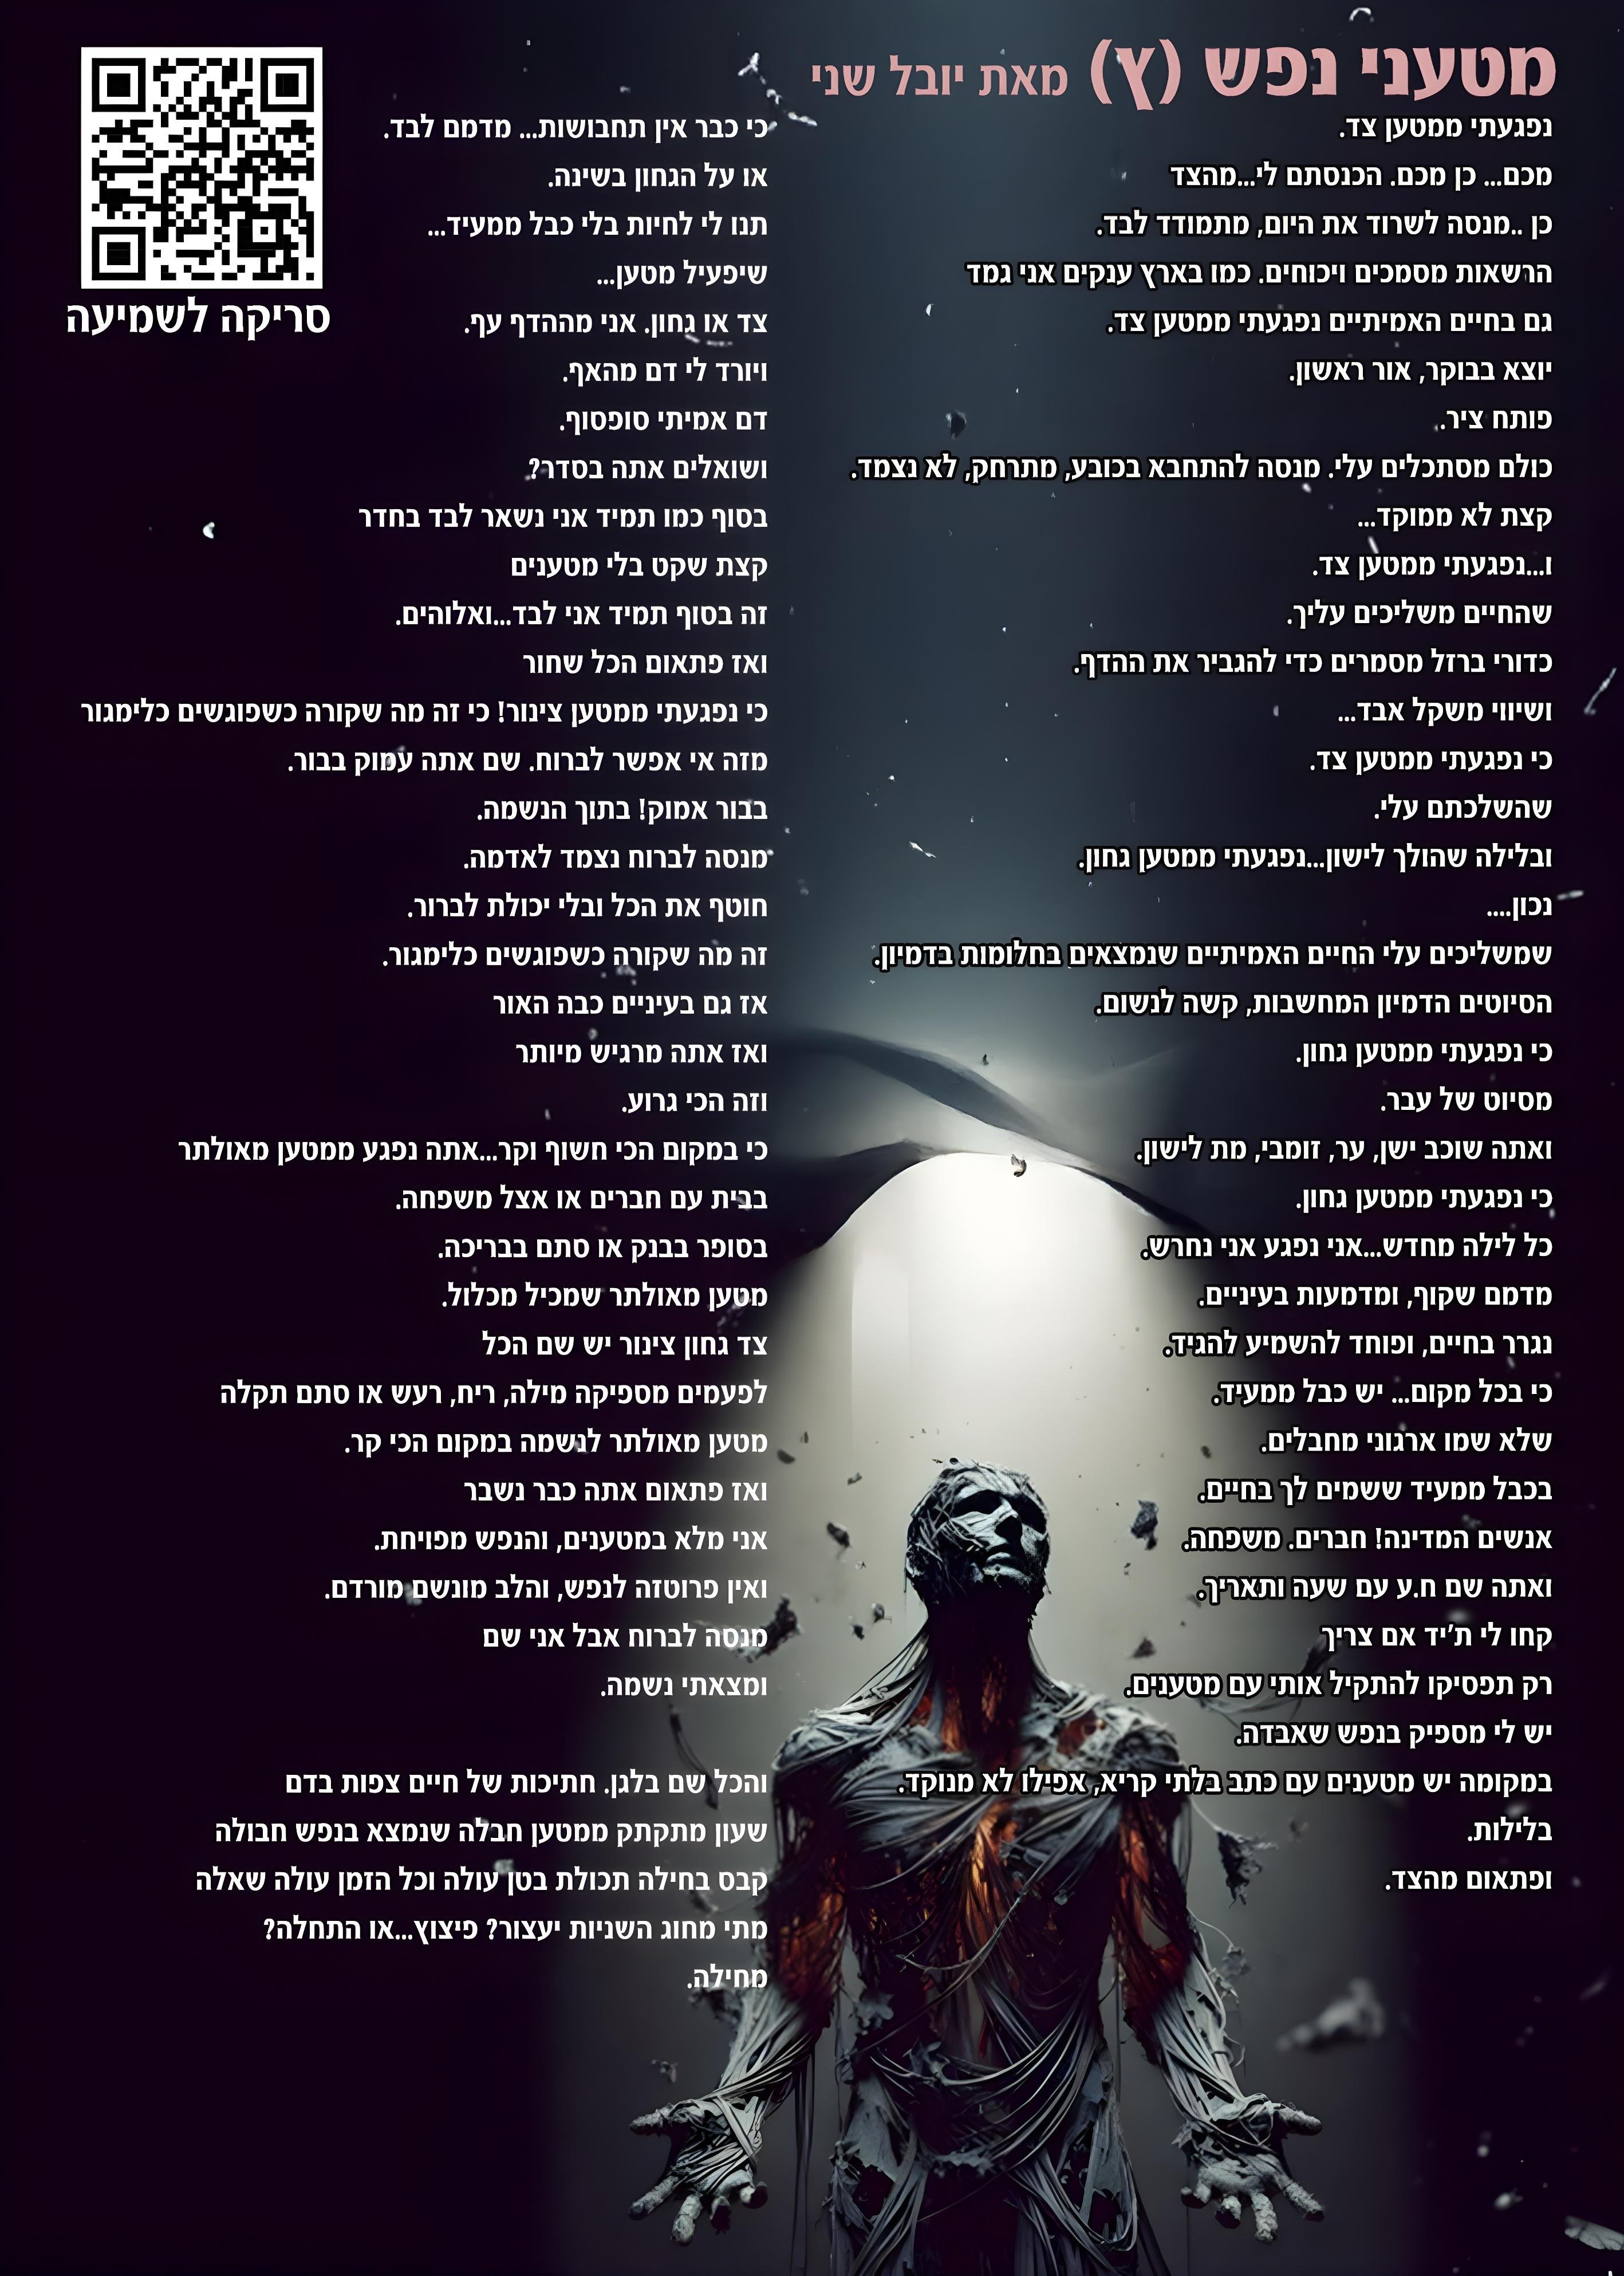 מטעני נפש (ץ) מאת יובל שני
נפגעתי ממטען צד.
מכם... כן מכם. הכנסתם לי...מהצד
כן ..מנסה לשרוד את היום, מתמודד לבד.
הרשאות מסמכים ויכוחים. כמו בארץ ענקים אני גמד
גם בחיים האמיתיים נפגעתי ממטען צד.
יוצא בבוקר, אור ראשון.
פותח ציר.
כולם מסתכלים עלי. מנסה להתחבא בכובע, מתרחק, לא נצמד.
קצת לא ממוקד...
ו...נפגעתי ממטען צד.
שהחיים משליכים עליך.
כדורי ברזל מסמרים כדי להגביר את ההדף.
ושיווי משקל אבד...
כי נפגעתי ממטען צד.
שהשלכתם עלי.
ובלילה שהולך לישון...נפגעתי ממטען גחון.
נכון....
שמשליכים עלי החיים האמיתיים שנמצאים בחלומות בדמיון.
הסיוטים הדמיון המחשבות, קשה לנשום.
כי נפגעתי ממטען גחון.
מסיוט של עבר.
ואתה שוכב ישן, ער, זומבי, מת לישון.
כי נפגעתי ממטען גחון.
כל לילה מחדש...אני נפגע אני נחרש.
מדמם שקוף, ומדמעות בעיניים.
נגרר בחיים, ופוחד להשמיע להגיד.
כי בכל מקום... יש כבל ממעיד.
שלא שמו ארגוני מחבלים.
בכבל ממעיד ששמים לך בחיים.
אנשים המדינה! חברים. משפחה.
ואתה שם ח.ע עם שעה ותאריך.
קחו לי ת'יד אם צריך
רק תפסיקו להתקיל אותי עם מטענים.
יש לי מספיק בנפש שאבדה.
במקומה יש מטענים עם כתב בלתי קריא, אפילו לא מנוקד.
בלילות.
ופתאום מהצד.
כי כבר אין תחבושות... מדמם לבד.
או על הגחון בשינה.
תנו לי לחיות בלי כבל ממעיד...
שיפעיל מטען...
צד או גחון. אני מההדף עף.
ויורד לי דם מהאף.
דם אמיתי סופסוף.
ושואלים אתה בסדר?
בסוף כמו תמיד אני נשאר לבד בחדר
קצת שקט בלי מטענים
זה בסוף תמיד אני לבד...ואלוהים.
ואז פתאום הכל שחור
כי נפגעתי ממטען צינור! כי זה מה שקורה כשפוגשים כלימגור
מזה אי אפשר לברוח. שם אתה עמוק בבור.
בבור אמוק! בתוך הנשמה.
מנסה לברוח נצמד לאדמה.
חוטף את הכל ובלי יכולת לברור.
זה מה שקורה כשפוגשים כלימגור.
אז גם בעיניים כבה האור
ואז אתה מרגיש מיותר
וזה הכי גרוע.
כי במקום הכי חשוף וקר...אתה נפגע ממטען מאולתר
בבית עם חברים או אצל משפחה.
בסופר בבנק או סתם בבריכה.
מטען מאולתר שמכיל מכלול.
צד גחון צינור יש שם הכל
לפעמים מספיקה מילה, ריח, רעש או סתם תקלה
מטען מאולתר לנשמה במקום הכי קר.
ואז פתאום אתה כבר נשבר
אני מלא במטענים, והנפש מפויחת.
ואין פרוטזה לנפש, והלב מונשם מורדם.
מנסה לברוח אבל אני שם
ומצאתי נשמה.
והכל שם בלגן. חתיכות של חיים צפות בדם
שעון מתקתק ממטען חבלה שנמצא בנפש חבולה
קבס בחילה תכולת בטן עולה וכל הזמן עולה שאלה
מתי מחוג השניות יעצור? פיצוץ...או התחלה?
מחילה.
סריקה לשמיעה